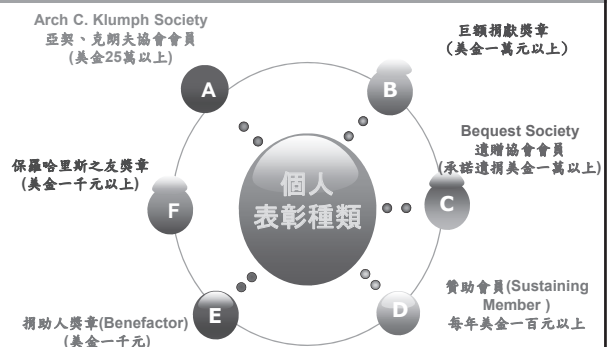 Arch C. Klumph Society
亞契、克朗夫協會會員
(美金25萬以上)
A
巨額捐獻獎章
(美金一萬元以上)
B
Bequest Society
遺贈協會會員
(承諾遺捐美金一萬以上)
C
保羅哈里斯之友獎章
(美金一千元以上)
F
個人
表彰種類
捐助人獎章(Benefactor)
(美金一千元)
E
贊助會員(Sustaining
Member )
每年美金一百元以上
D